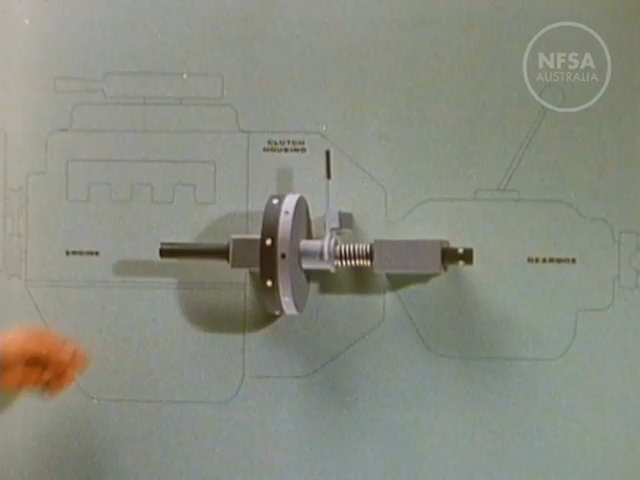 NFSA
AUSTRALIA
CLUTCH
HOUSING
ENGINE
GEARBOX